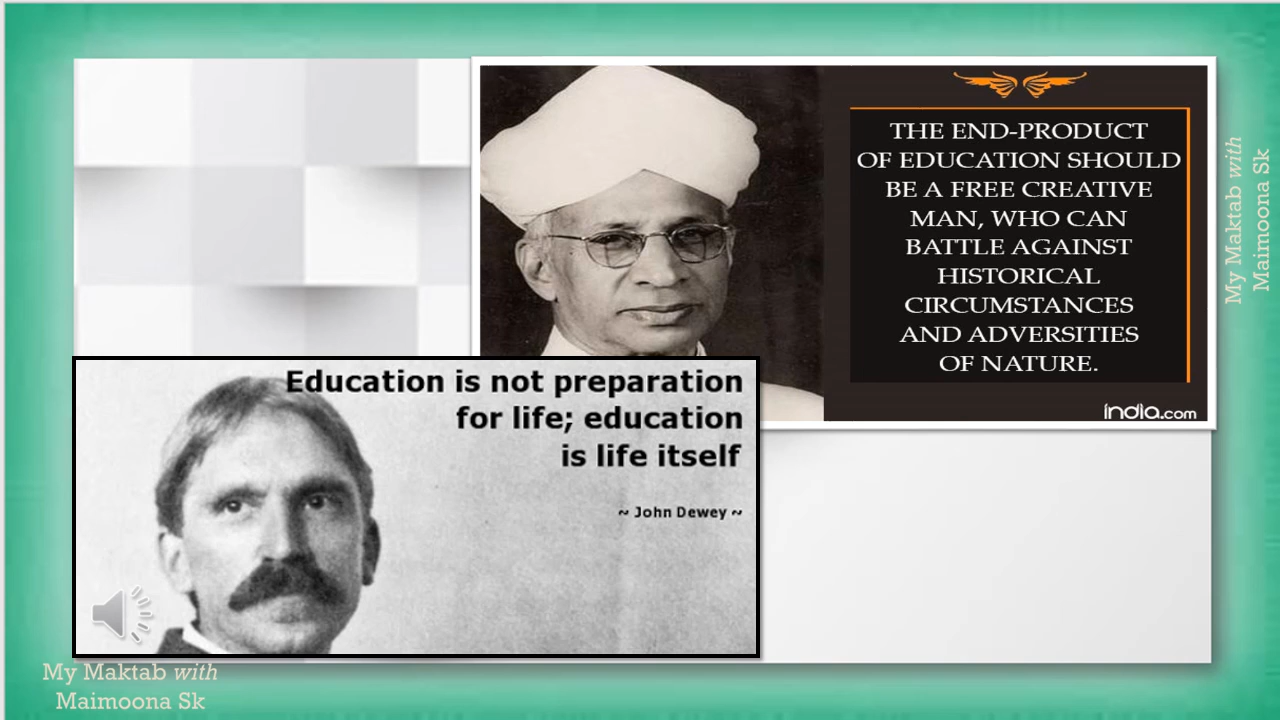 THE END-PRODUCT
OF EDUCATION SHOULD
BE A FREE CREATIVE
MAN, WHO CAN
BATTLE AGAINST
HISTORICAL
CIRCUMSTANCES
AND ADVERSITIES
OF NATURE.
india.com
My Maktab with
Maimoona Sk
Education is not preparation
for life; education
is life itself
~ John Dewey ~
My Maktab with
Maimoona Sk